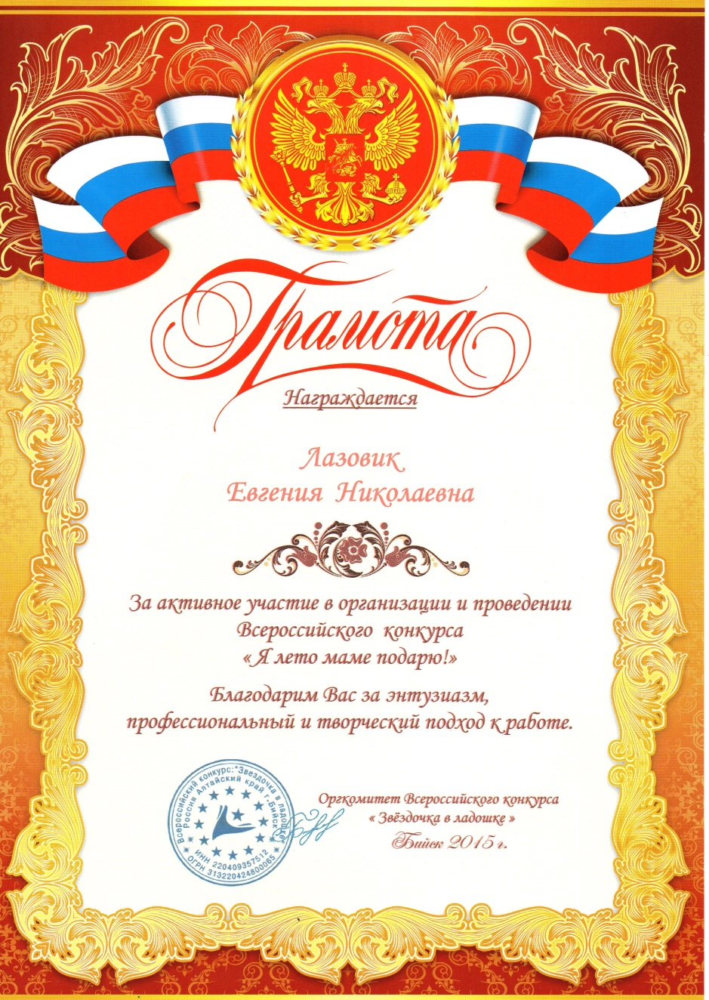 Грамота
Награждается
Лазовик
Евгения Николаевна
За активное участие в организации и проведении
Всероссийского конкурса
« Я лето маме подарю!»
Благодарим Вас за энтузиазм,
профессиональный и творческий подход к работе.
Всероссийский конкурс:"Звездочка в ладошке"
Россия Алтайский край г.Бийск
ИНН 220409357512
ОГРН 313220424800065
Оргкомитет Всероссийского конкурса
« Звёздочка в ладошке »
Бийск 2015 г.